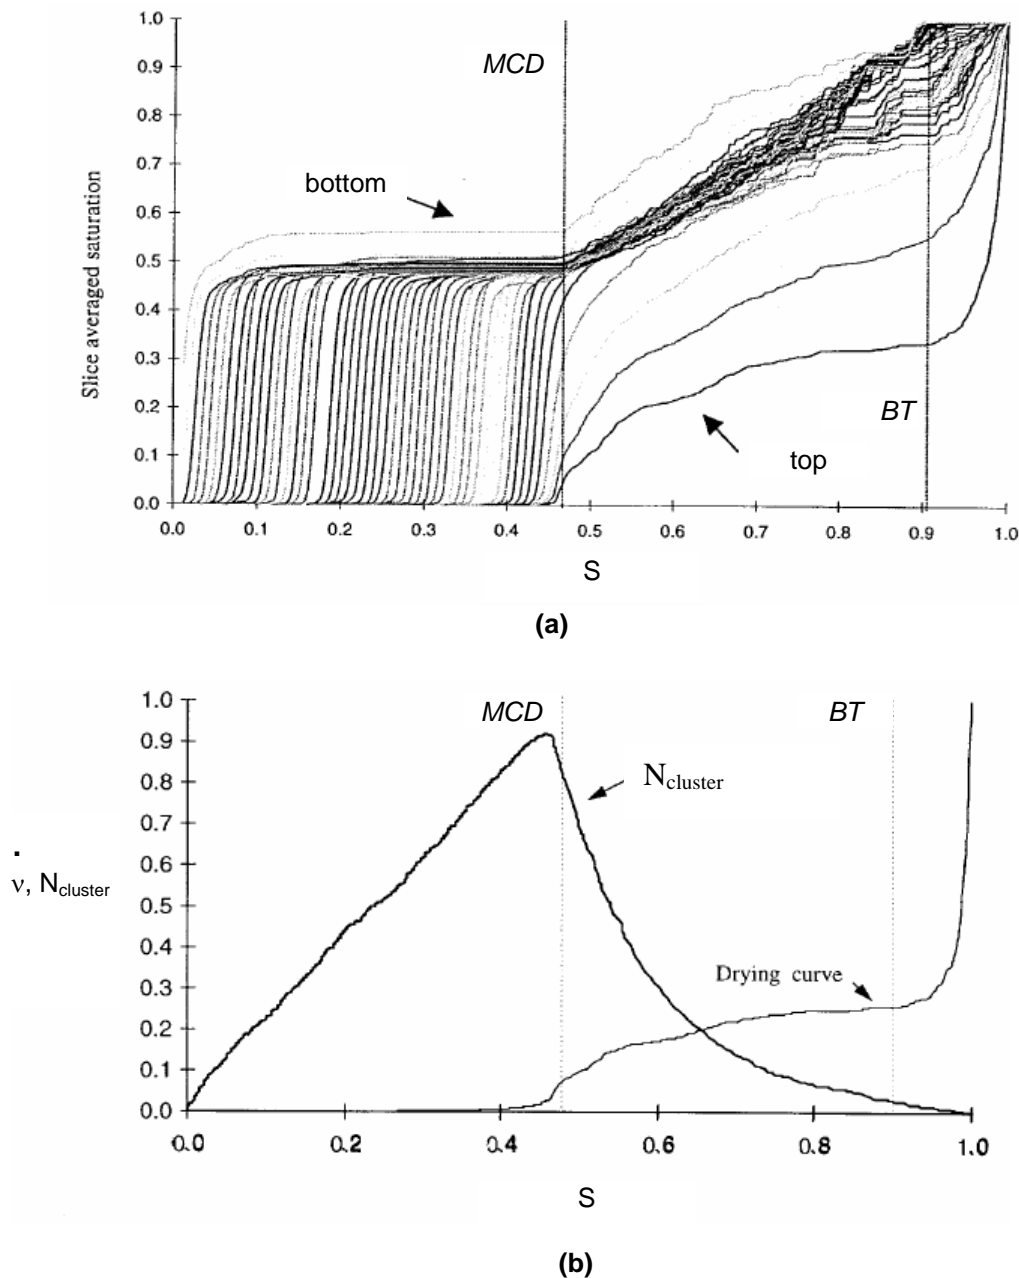 1.0
0.9
0.8
0.7
0.6
0.5
0.4
0.3
0.2
0.1
0.0
Slice averaged saturation
MCD
bottom
BT
top
0.0 0.1 0.2 0.3 0.4 0.5 0.6 0.7 0.8 0.9 1.0
S
(a)
1.0
0.9
0.8
0.7
0.6
0.5
0.4
0.3
0.2
0.1
0.0
v̇, Ncluster
MCD
BT
Ncluster
Drying curve
0.0 0.2 0.4 0.6 0.8 1.0
S
(b)